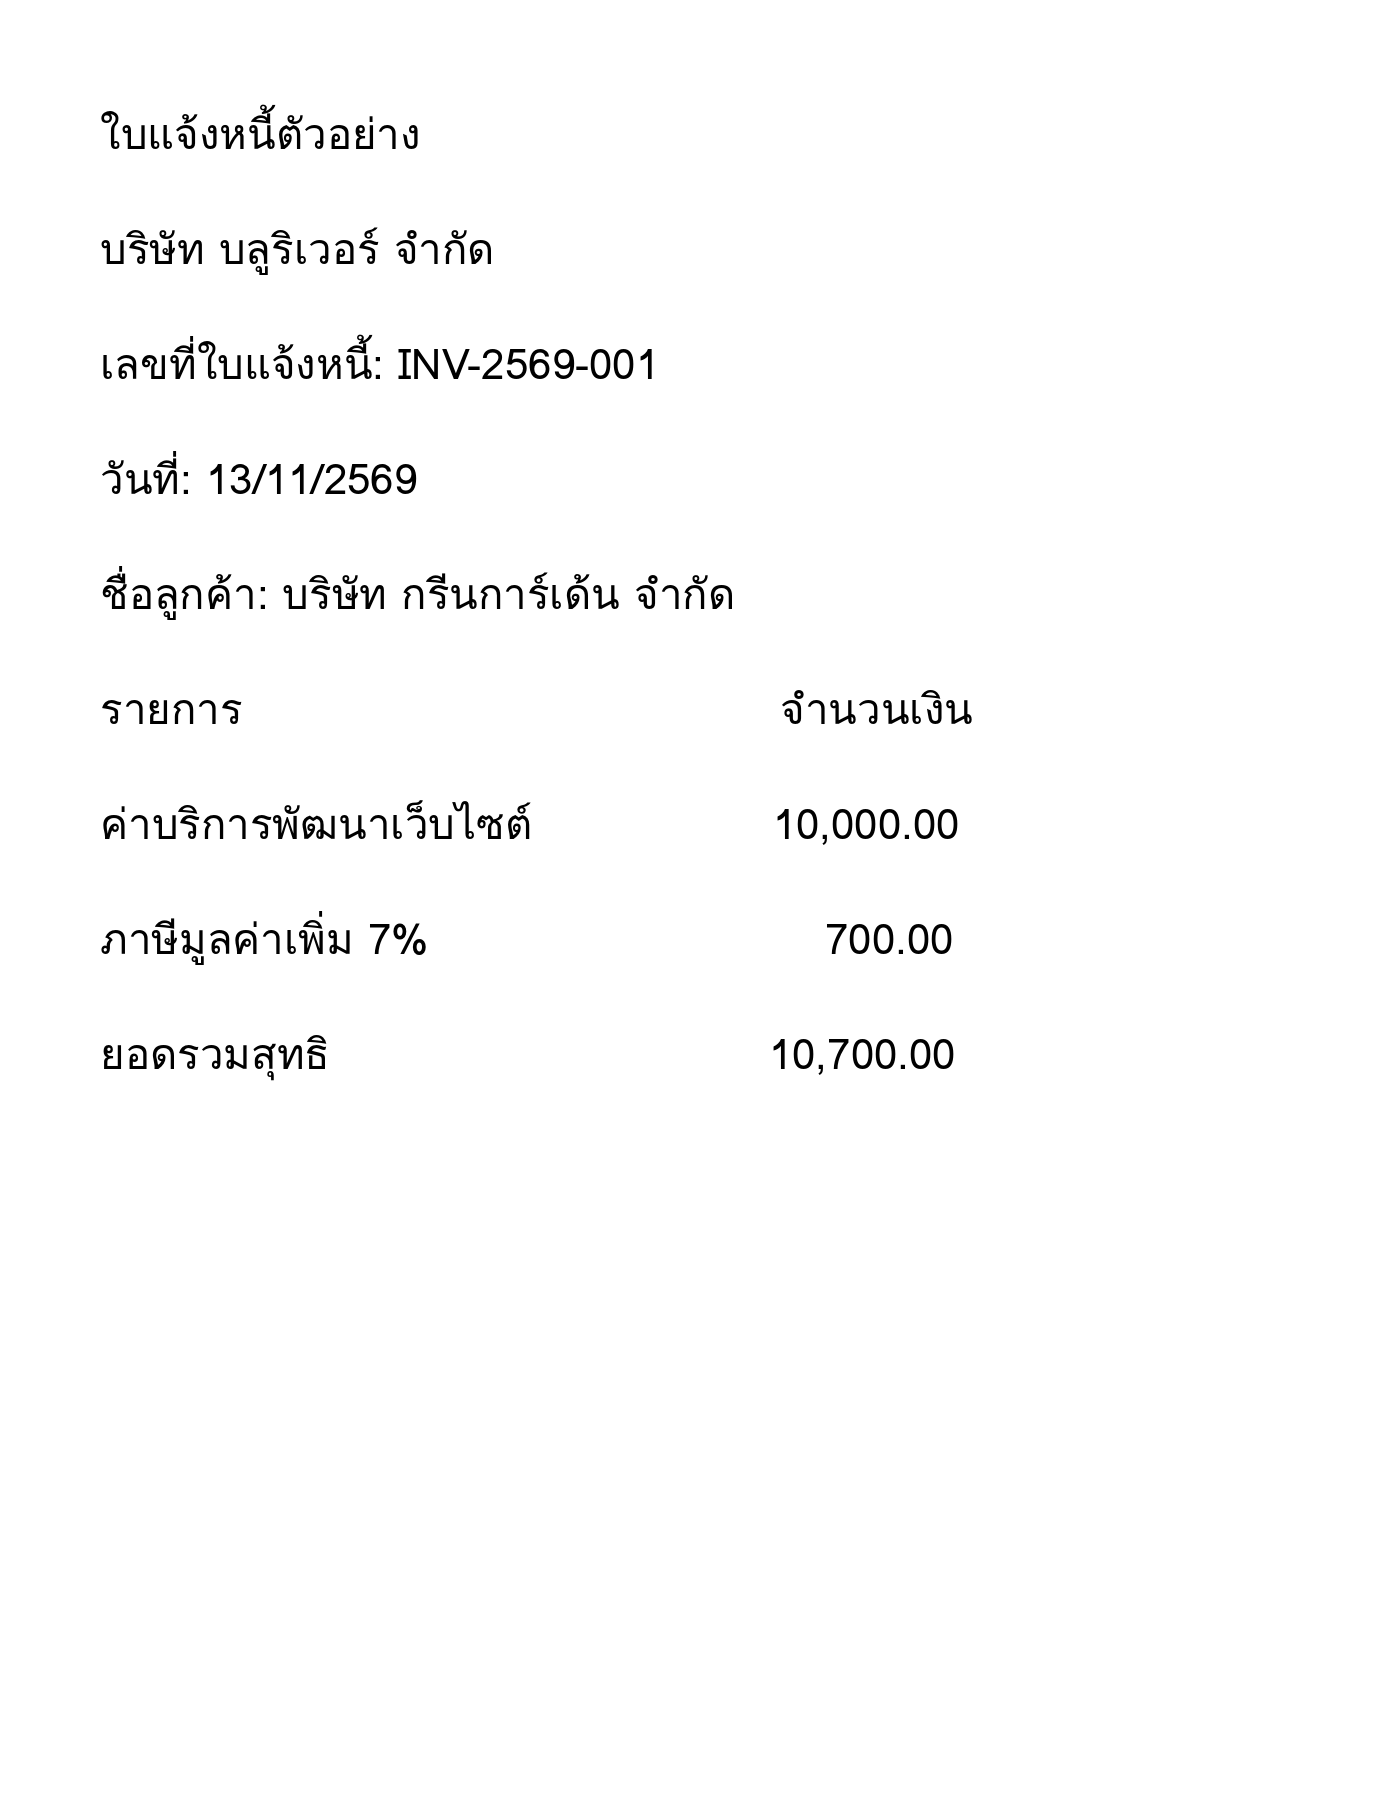 ใบแจ้งหนี้ตัวอย่าง
บริษัท บลูริเวอร์ จำกัด
เลขที่ใบแจ้งหนี้: INV-2569-001
วันที่: 13/11/2569
ชื่อลูกค้า: บริษัท กรีนการ์เด้น จำกัด
รายการ จำนวนเงิน
ค่าบริการพัฒนาเว็บไซต์ 10,000.00
ภาษีมูลค่าเพิ่ม 7% 700.00
ยอดรวมสุทธิ 10,700.00